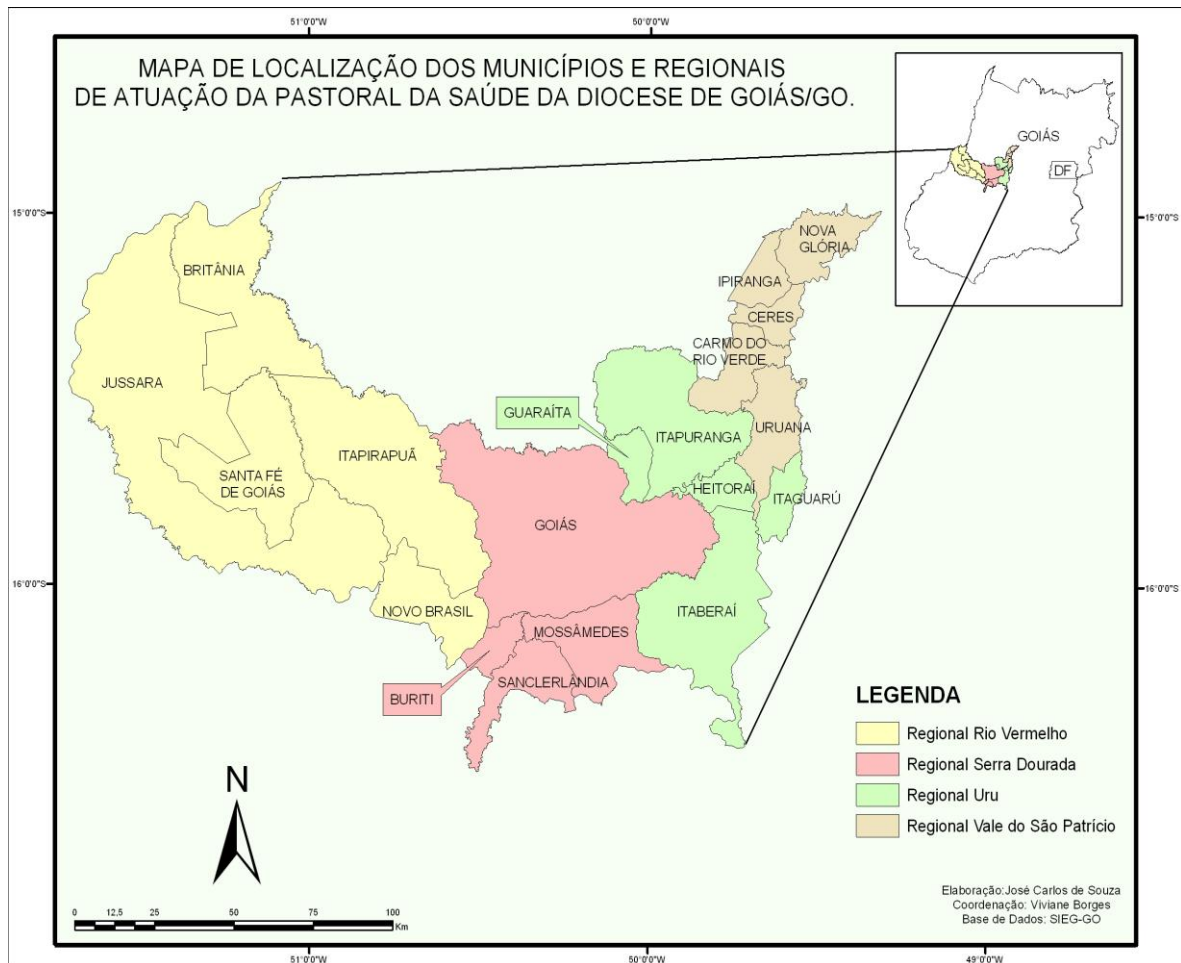 MAPA DE LOCALIZAÇÃO DOS MUNICÍPIOS E REGIONAIS
DE ATUAÇÃO DA PASTORAL DA SAÚDE DA DIOCESE DE GOIÁS/GO.
51°0'0"W
50°0'0"W
GOIÁS
DF
15°0'0"S
15°0'0"S
NOVA
GLÓRIA
BRITÂNIA
IPIRANGA
CERES
CARMO DO
RIO VERDE
JUSSARA
GUARAÍTA
ITAPURANGA
URUANA
ITAPIRAPUÃ
SANTA FÉ
DE GOIÁS
HEITORAÍ
ITAGUARÚ
GOIÁS
16°0'0"S
16°0'0"S
NOVO BRASIL
ITABERAÍ
MOSSÂMEDES
SANCLERLÂNDIA
BURITI
LEGENDA
Regional Rio Vermelho
Regional Serra Dourada
Regional Uru
Regional Vale do São Patrício
N
0 12,5 25 50 75 100
Km
Elaboração:José Carlos de Souza
Coordenação: Viviane Borges
Base de Dados: SIEG-GO
51°0'0"W
50°0'0"W
49°0'0"W